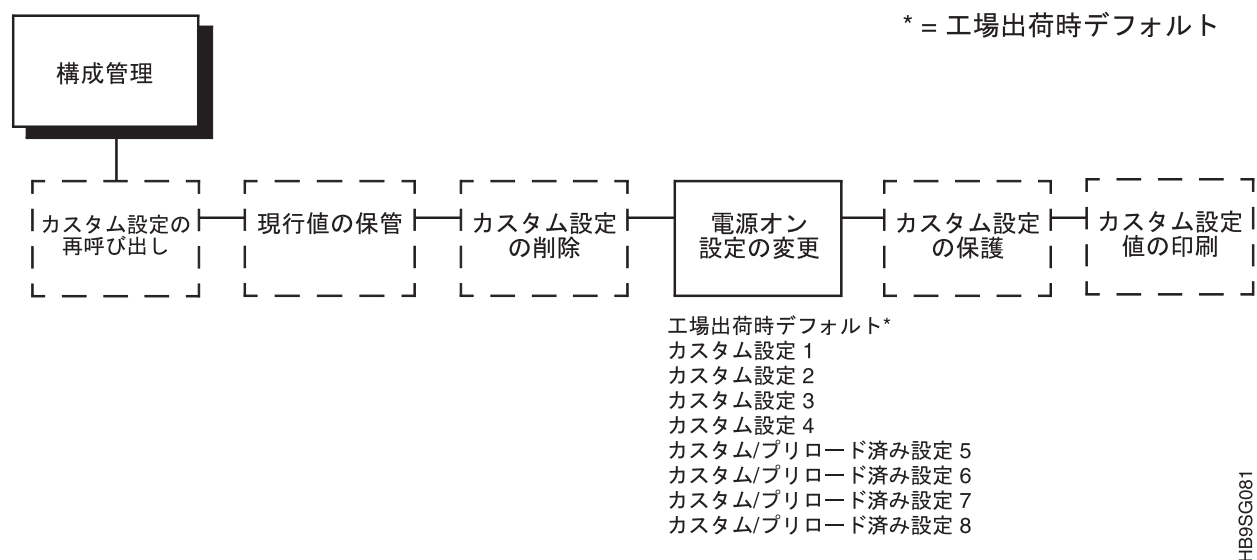 * = 工場出荷時デフォルト
構成管理
カスタム設定の
再呼び出し
現行値の保管
カスタム設定
の削除
電源オン
設定の変更
カスタム設定
の保護
カスタム設定
値の印刷
工場出荷時デフォルト*
カスタム設定 1
カスタム設定 2
カスタム設定 3
カスタム設定 4
カスタム/プリロード済み設定 5
カスタム/プリロード済み設定 6
カスタム/プリロード済み設定 7
カスタム/プリロード済み設定 8
HB9SG081